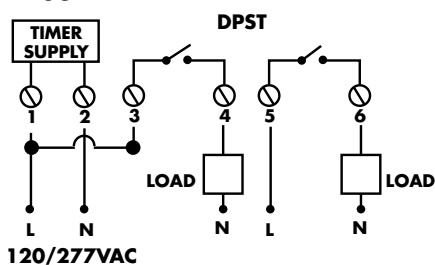 DPST
TIMER
SUPPLY
1 2 3 4 5 6
LOAD LOAD
L N N L N
120/277VAC